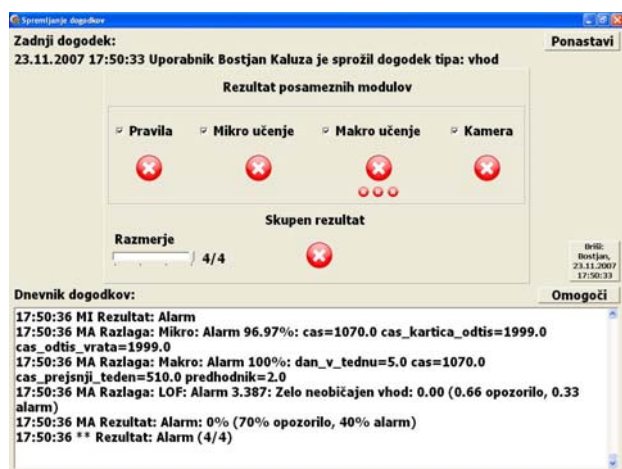 Spremljanje dogodkov
Zadnji dogodek:
Ponastavi
23.11.2007 17:50:33 Uporabnik Bostjan Kaluza je sprožil dogodek tipa: vhod
Rezultat posameznih modulov
Pravila
Mikro učenje
Makro učenje
Kamera
Skupen rezultat
Razmerje
4/4
Briši:
Bostjan,
23.11.2007
17:50:33
Dnevnik dogodkov:
Omogoči
17:50:36 MI Rezultat: Alarm
17:50:36 MA Razlaga: Mikro: Alarm 96.97%: cas=1070.0 cas_kartica_odtis=1999.0
cas_odtis_vrata=1999.0
17:50:36 MA Razlaga: Makro: Alarm 100%: dan_v_tednu=5.0 cas=1070.0
cas_prejsnji_teden=510.0 predhodnik=2.0
17:50:36 MA Razlaga: LOF: Alarm 3.387: Zelo neobičajen vhod: 0.00 (0.66 opozorilo, 0.33
alarm)
17:50:36 MA Rezultat: Alarm: 0% (70% opozorilo, 40% alarm)
17:50:36 ** Rezultat: Alarm (4/4)